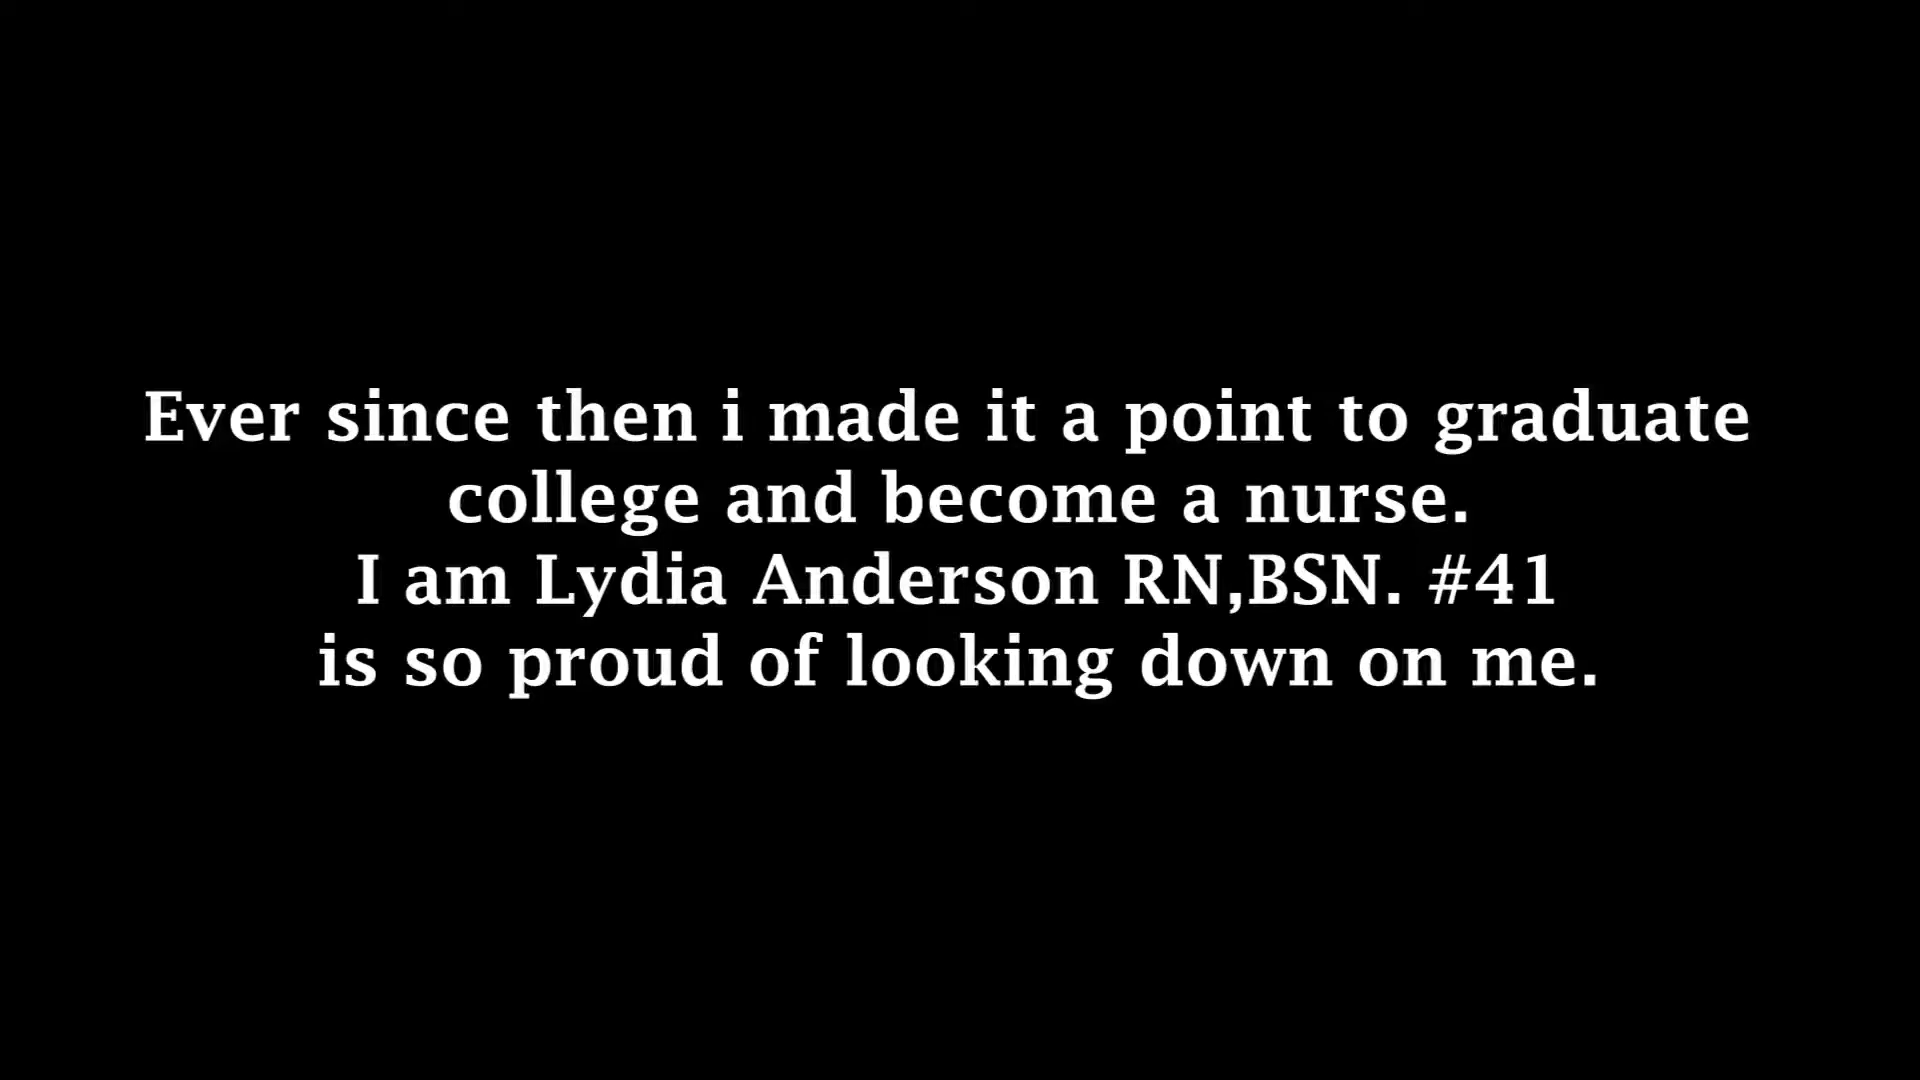 Ever since then i made it a point to graduate
college and become a nurse.
I am Lydia Anderson RN,BSN. #41
is so proud of looking down on me.